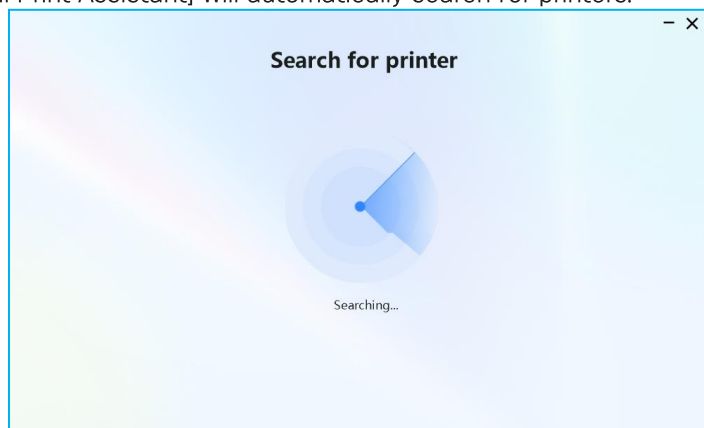 Print Assistant] will automatically search for printers.
Search for printer
Searching...